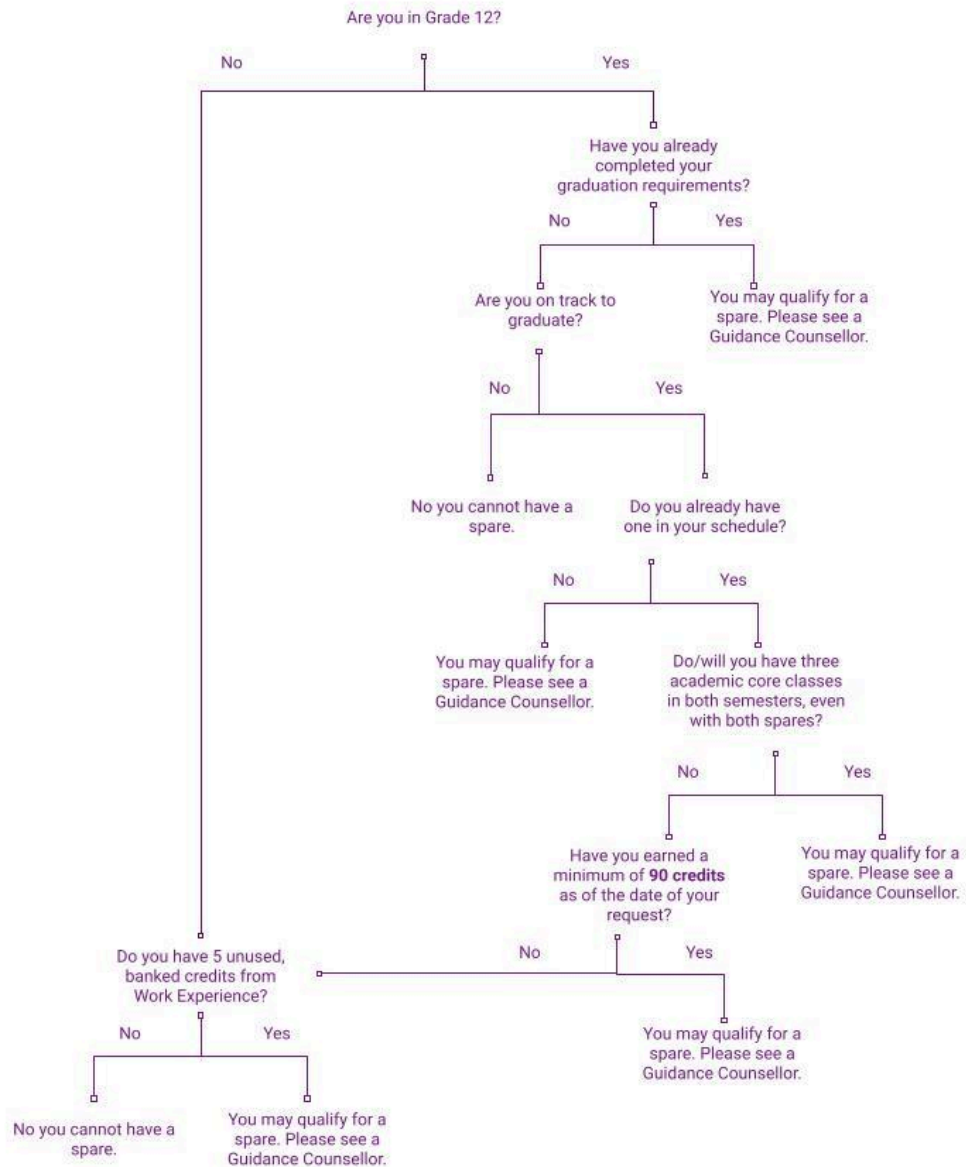 Are you in Grade 12?
No
Yes
Have you already
completed your
graduation requirements?
No
Yes
Are you on track to
graduate?
You may qualify for a
spare. Please see a
Guidance Counsellor.
No
Yes
No you cannot have a
spare.
Do you already have
one in your schedule?
No
Yes
You may qualify for a
spare. Please see a
Guidance Counsellor.
Do/will you have three
academic core classes
in both semesters, even
with both spares?
No
Yes
Have you earned a
minimum of 90 credits
as of the date of your
request?
You may qualify for a
spare. Please see a
Guidance Counsellor.
No
Yes
Do you have 5 unused,
banked credits from
Work Experience?
You may qualify for a
spare. Please see a
Guidance Counsellor.
No
Yes
No you cannot have a
spare.
You may qualify for a
spare. Please see a
Guidance Counsellor.